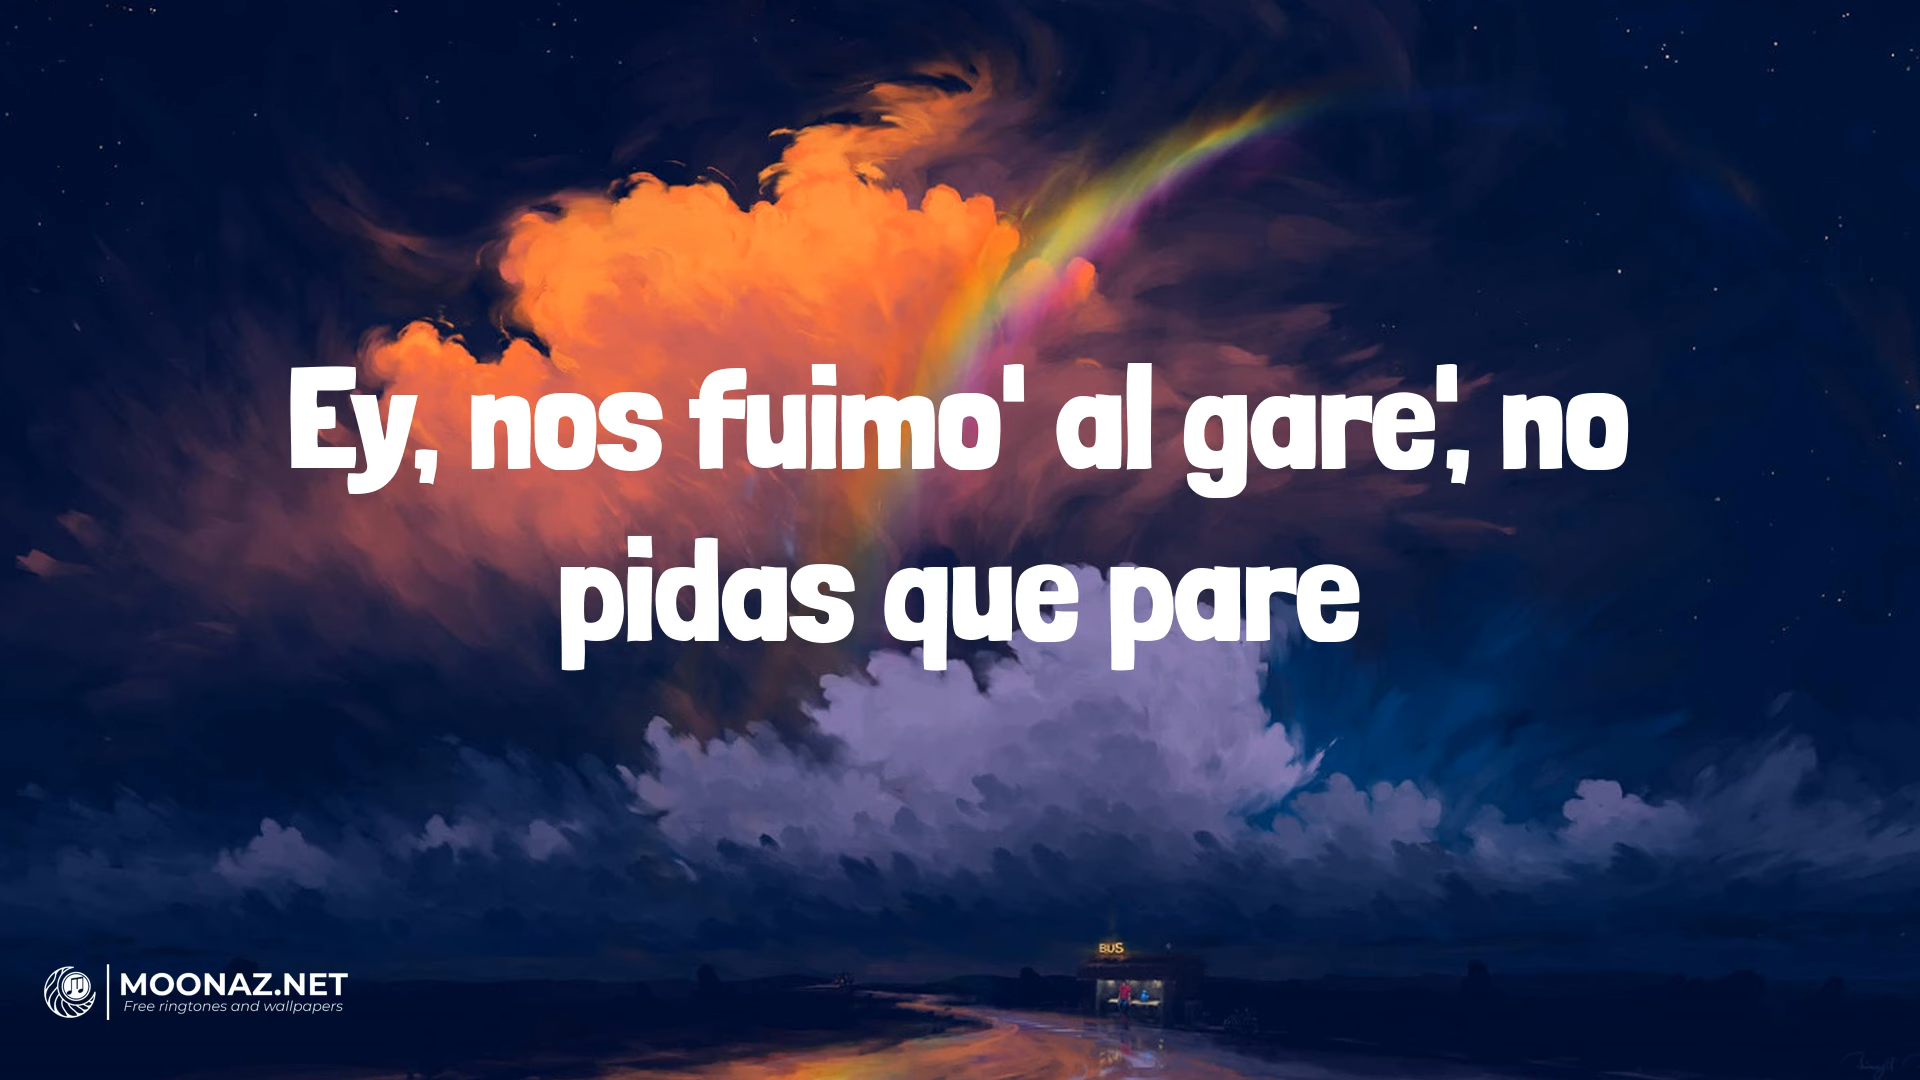 Ey, nos fuimo' al gare', no
pidas que pare
BUS
MOONAZ.NET
Free ringtones and wallpapers